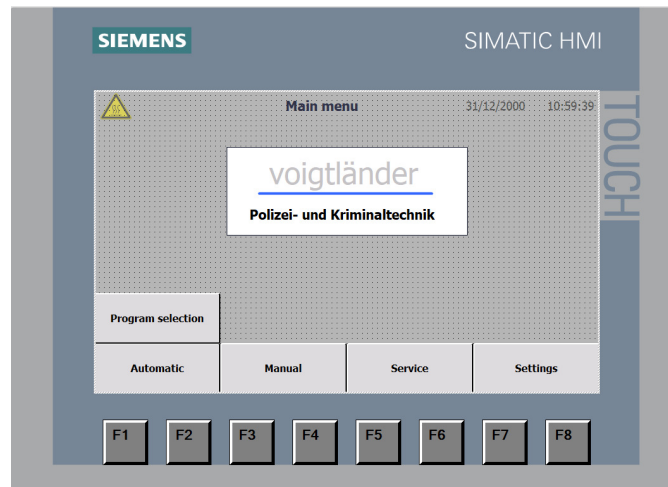 SIEMENS
SIMATIC HMI
TOUCH
Main menu
31/12/2000 10:59:39
voigtländer
Polizei- und Kriminaltechnik
Program selection
Automatic
Manual
Service
Settings
F1
F2
F3
F4
F5
F6
F7
F8